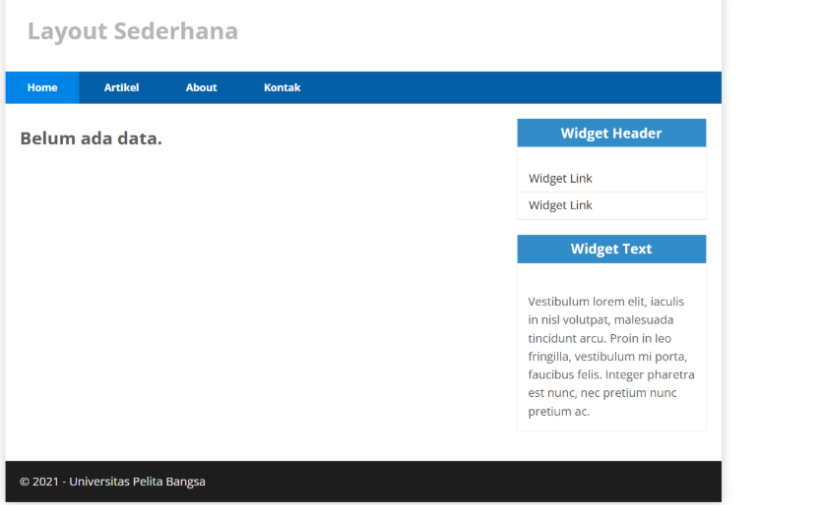 Layout Sederhana
Home Artikel About Kontak
Belum ada data.
Widget Header
Widget Link
Widget Link
Widget Text
Vestibulum lorem elit, iaculis
in nisl volutpat, malesuada
tincidunt arcu. Proin in leo
fringilla, vestibulum mi porta,
faucibus felis. Integer pharetra
est nunc, nec pretium nunc
pretium ac.
© 2021 - Universitas Pelita Bangsa